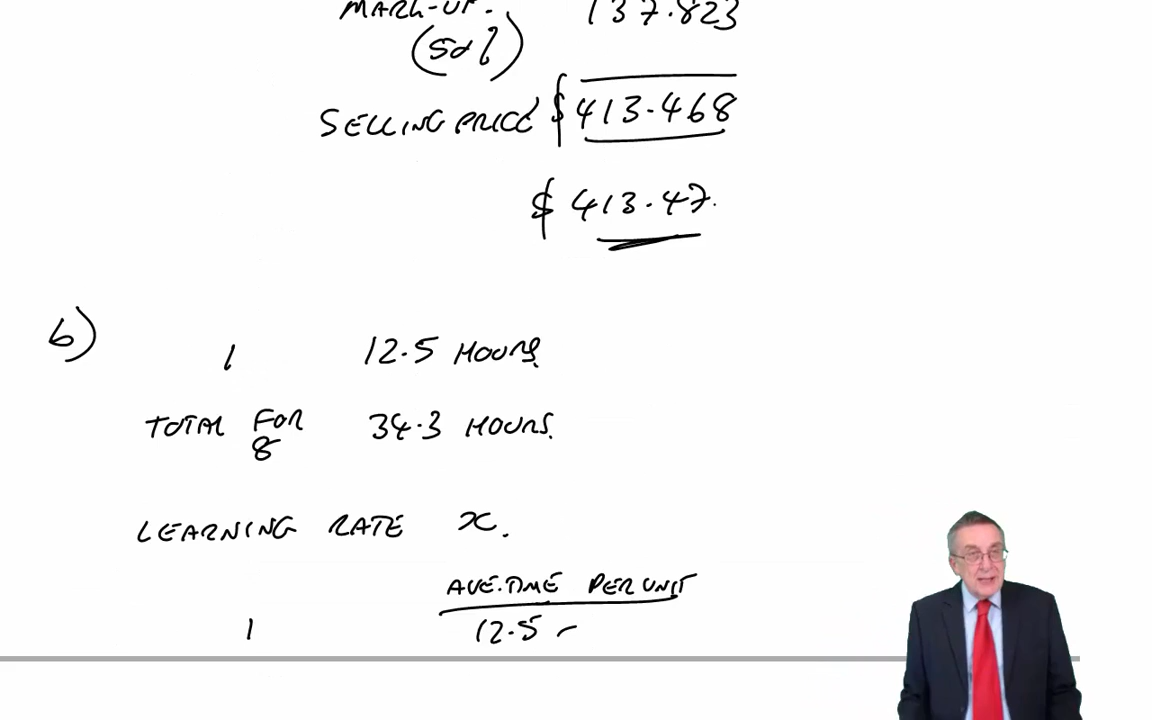 MARK-UP. 137.823
(50%)
SELLING PRICE $413.468
$413.47.
b)
1 12.5 HOURS.
TOTAL FOR 8 34.3 HOURS.
LEARNING RATE x.
AVE.TIME PER UNIT
1 12.5